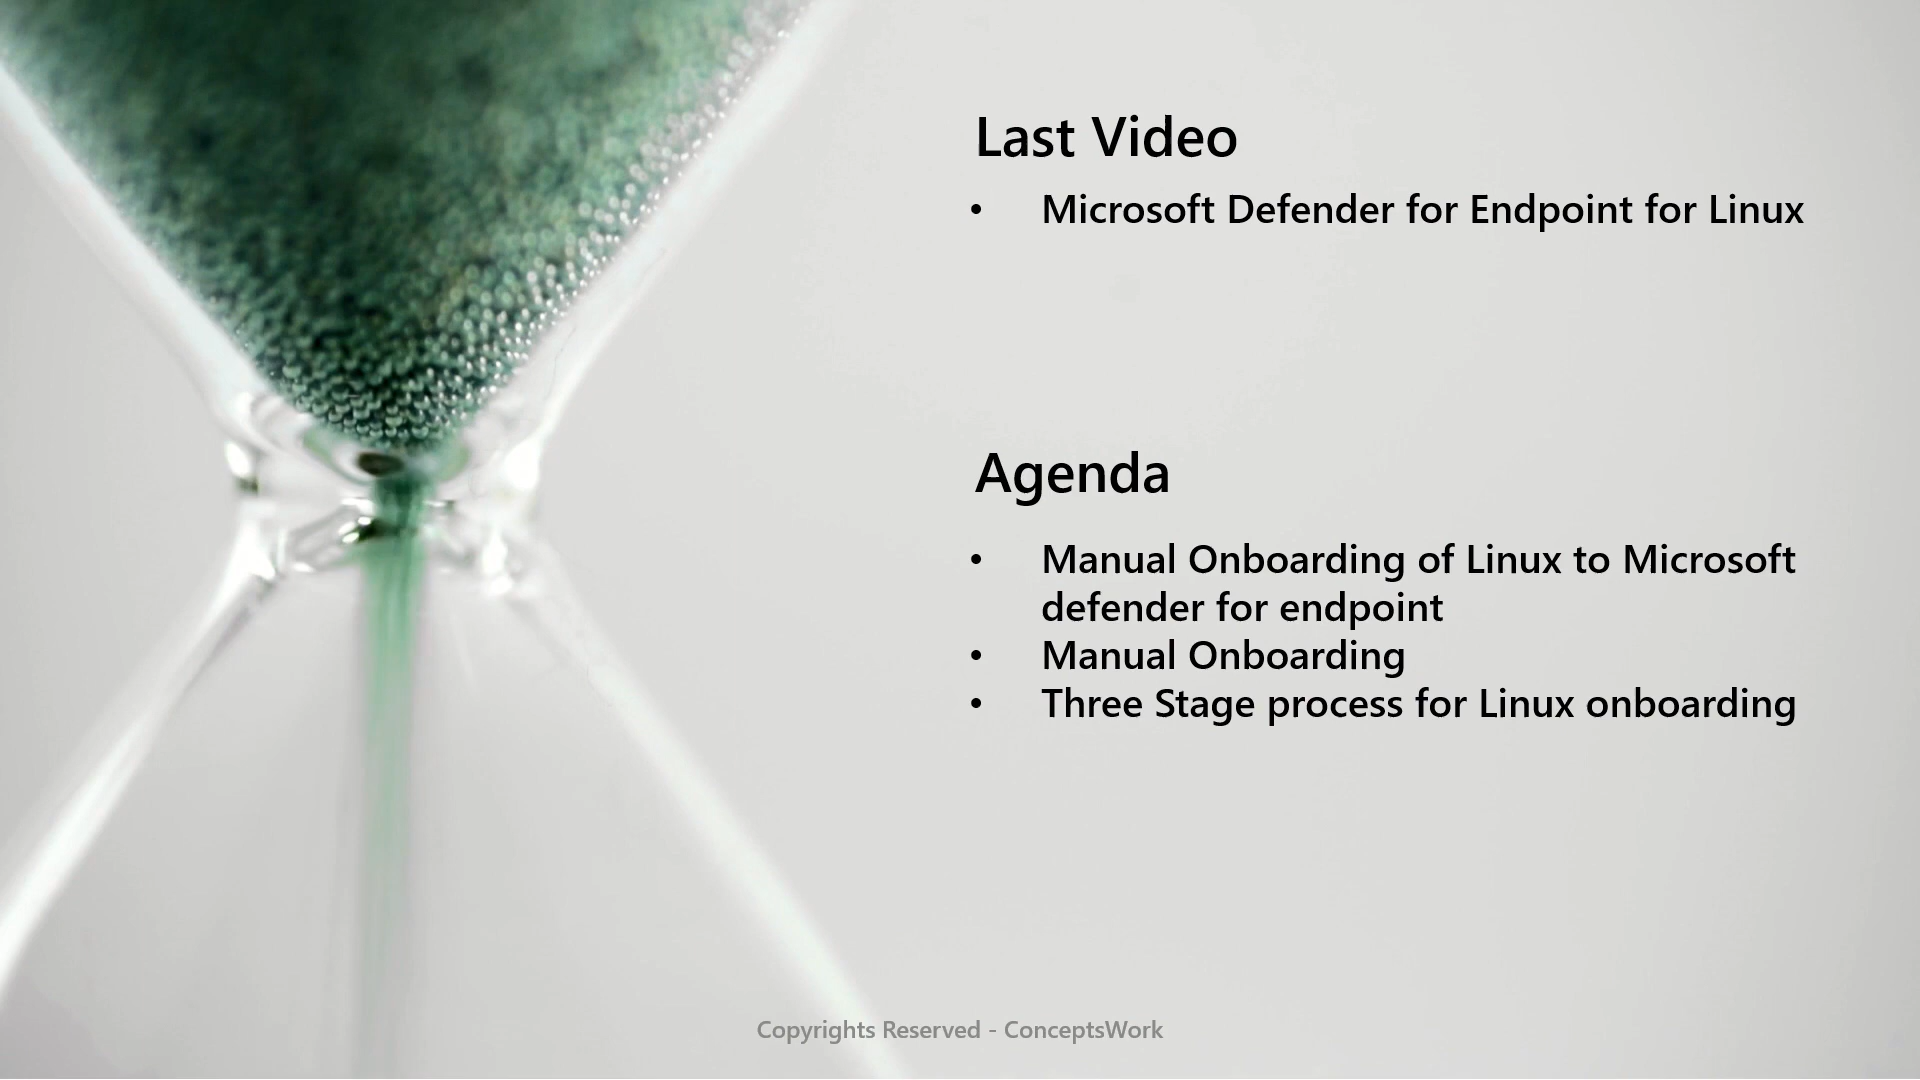 Last Video
• Microsoft Defender for Endpoint for Linux
Agenda
• Manual Onboarding of Linux to Microsoft
defender for endpoint
• Manual Onboarding
• Three Stage process for Linux onboarding
Copyrights Reserved - ConceptsWork